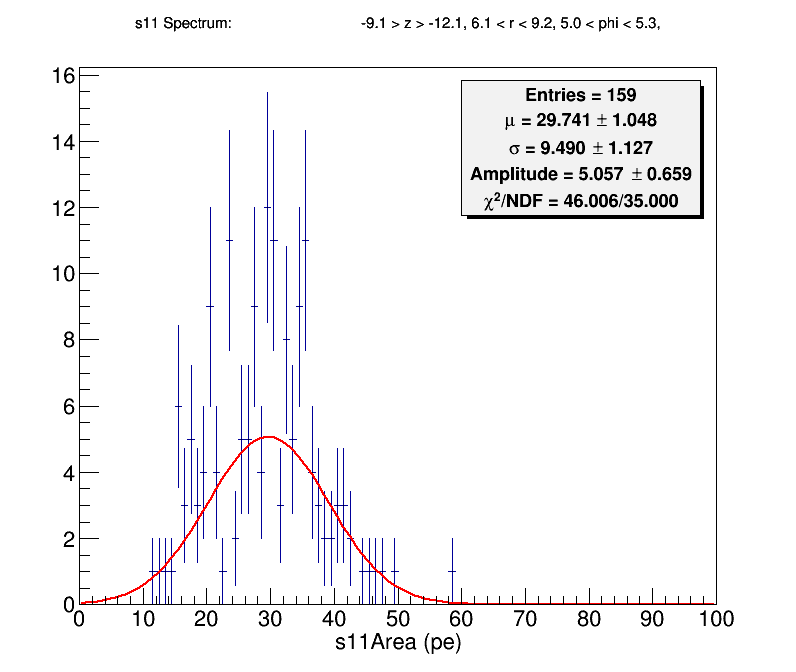 s11 Spectrum: -9.1 > z > -12.1, 6.1 < r < 9.2, 5.0 < phi < 5.3,
Entries = 159
μ = 29.741 ± 1.048
σ = 9.490 ± 1.127
Amplitude = 5.057 ± 0.659
χ²/NDF = 46.006/35.000
16
14
12
10
8
6
4
2
0
0 10 20 30 40 50 60 70 80 90 100
s11Area (pe)